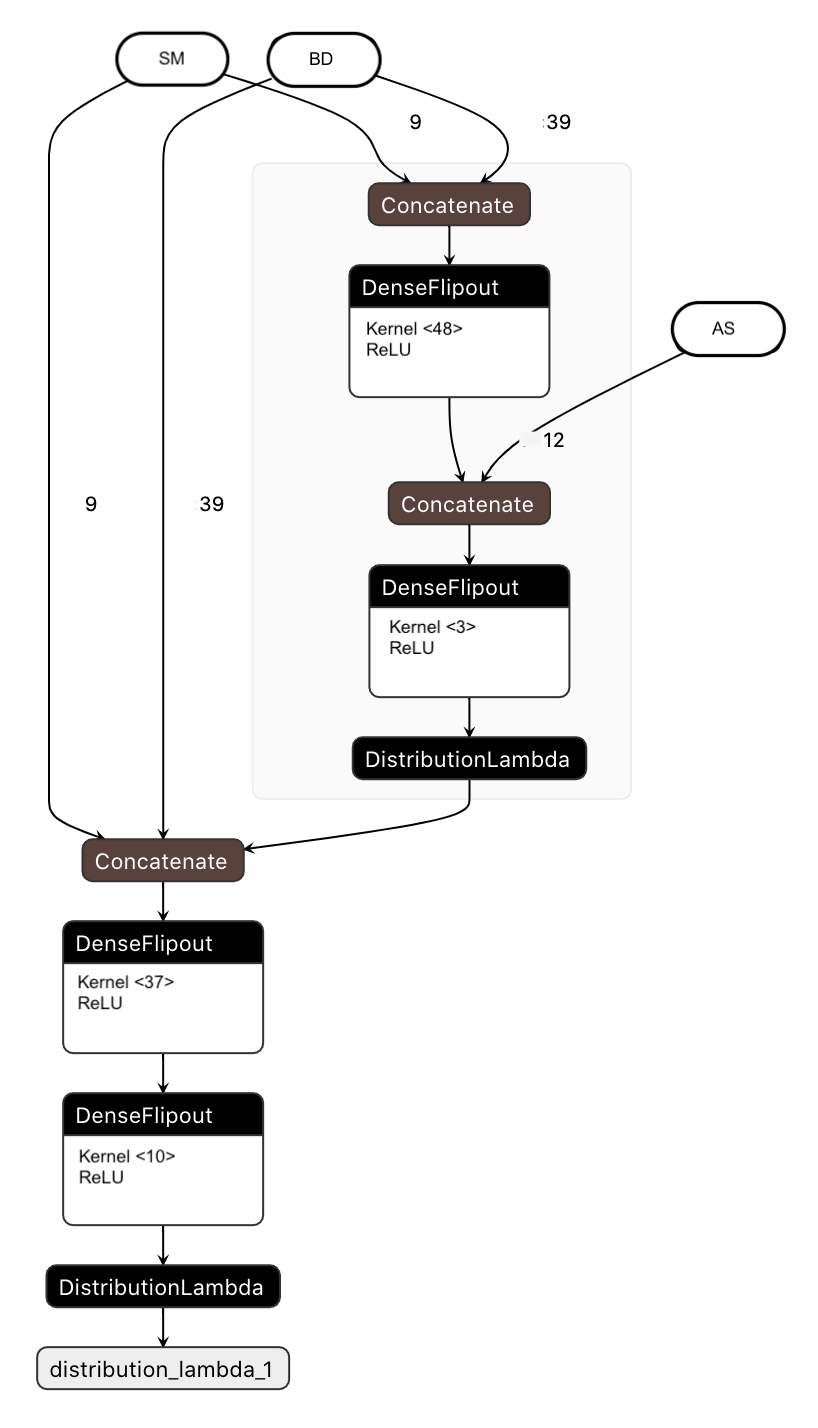 SM
BD
9
:39
Concatenate
DenseFlipout
Kernel <48>
ReLU
AS
12
Concatenate
9
39
DenseFlipout
Kernel <3>
ReLU
DistributionLambda
Concatenate
DenseFlipout
Kernel <37>
ReLU
DenseFlipout
Kernel <10>
ReLU
DistributionLambda
distribution_lambda_1